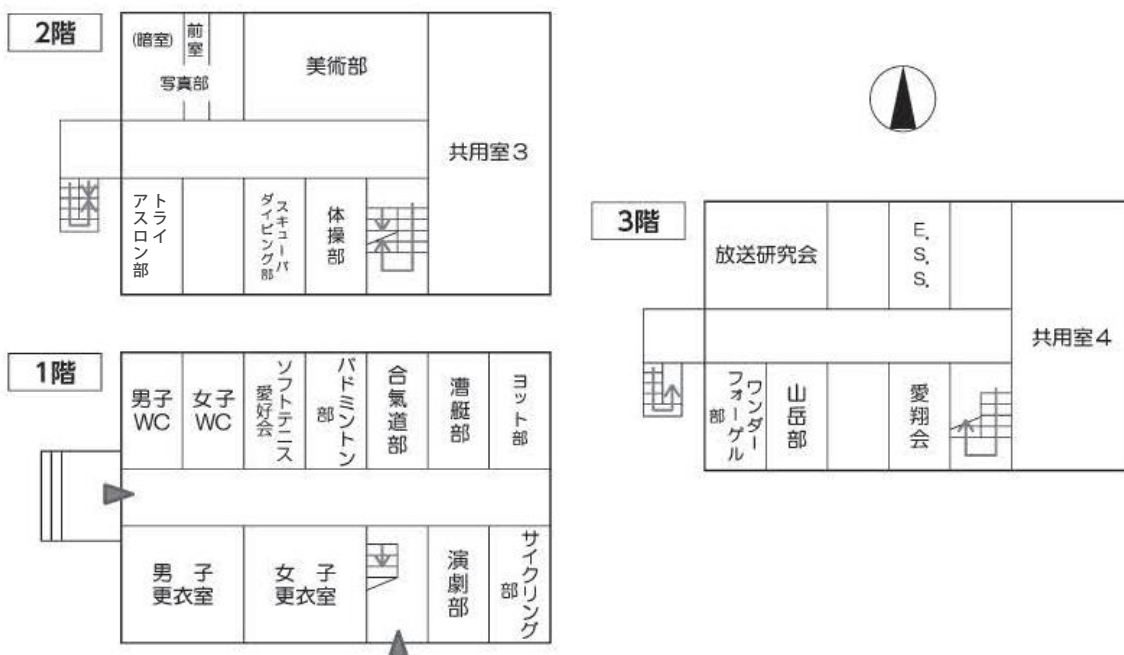 2階
(暗室)
前室
写真部
美術部
共用室3
トライ
アスロン部
スキューバ
ダイビング部
体操部
3階
放送研究会
E.S.S.
共用室4
ワンダー
フォーゲル
部
山岳部
愛翔会
1階
男子
WC
女子
WC
ソフトテニス
愛好会
バドミントン
部
合氣道部
漕艇部
ヨット部
男子
更衣室
女子
更衣室
演劇部
サイクリング
部